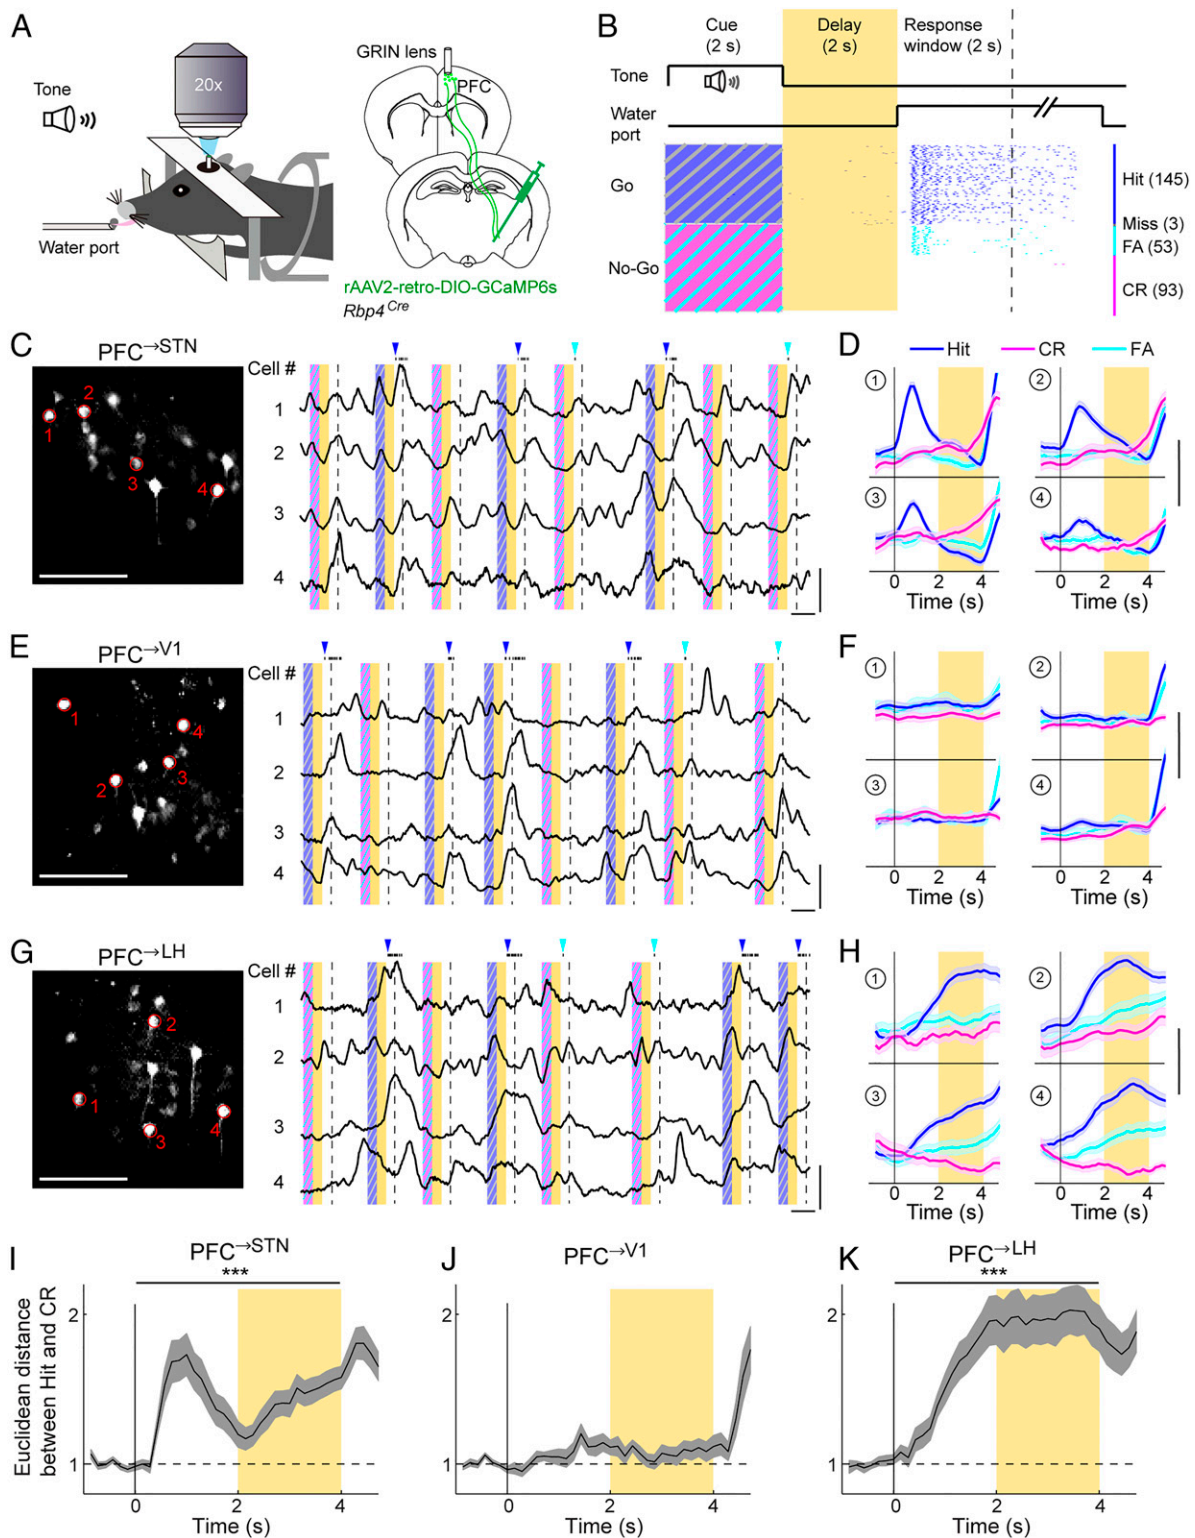 A
Tone
20x
Water port
GRIN lens
PFC
rAAV2-retro-DIO-GCaMP6s
Rbp4 Cre
B
Cue (2 s)
Delay (2 s)
Response window (2 s)
Tone
Water port
Go
No-Go
Hit (145)
Miss (3)
FA (53)
CR (93)
C
PFC→STN
1
2
3
4
Cell #
1
2
3
4
D
Hit
CR
FA
1
2
3
4
0 2 4
Time (s)
0 2 4
Time (s)
E
PFC→V1
1
2
3
4
Cell #
1
2
3
4
F
1
2
3
4
0 2 4
Time (s)
0 2 4
Time (s)
G
PFC→LH
1
2
3
4
Cell #
1
2
3
4
H
1
2
3
4
0 2 4
Time (s)
0 2 4
Time (s)
I
PFC→STN
***
Euclidean distance
between Hit and CR
2
1
0 2 4
Time (s)
J
PFC→V1
2
1
0 2 4
Time (s)
K
PFC→LH
***
2
1
0 2 4
Time (s)